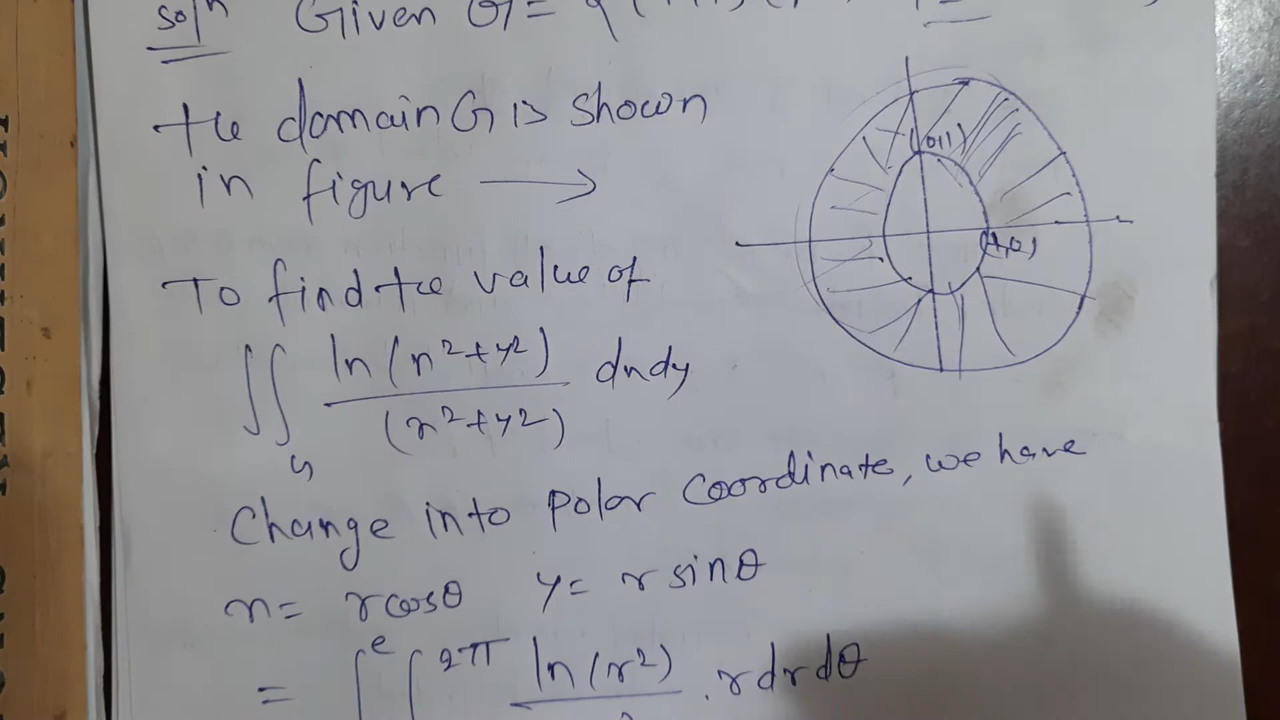 Soln Given G = {
the domain G is shown
(0,1)
in figure →
(1,0)
To find the value of
∬G ln(x²+y²) / (x²+y²) dxdy
Change into polar coordinate, we have
x = r cosθ y = r sinθ
= ∫^e ∫^2π ln(r²) / . r dr dθ